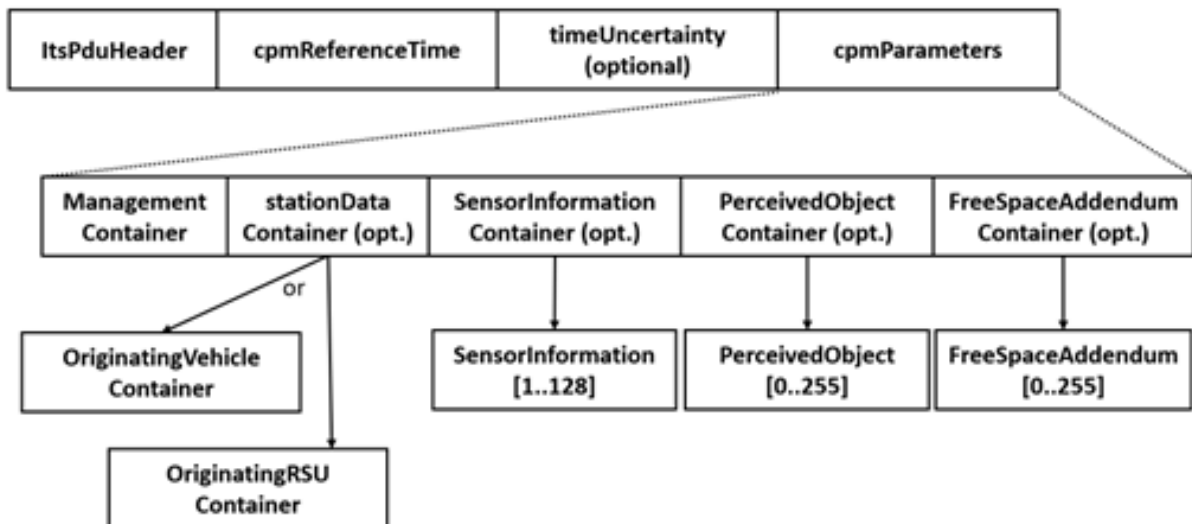 ItsPduHeader
cpmReferenceTime
timeUncertainty
(optional)
cpmParameters
Management
Container
stationData
Container (opt.)
SensorInformation
Container (opt.)
PerceivedObject
Container (opt.)
FreeSpaceAddendum
Container (opt.)
or
OriginatingVehicle
Container
SensorInformation
[1..128]
PerceivedObject
[0..255]
FreeSpaceAddendum
[0..255]
OriginatingRSU
Container